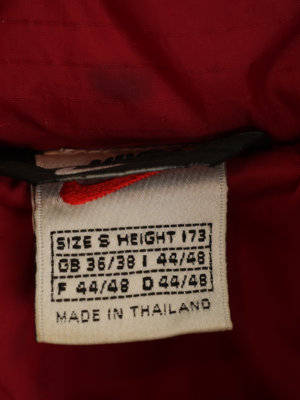 SIZE S HEIGHT 173
GB 36/38 I 44/48
F 44/48 D 44/48
MADE IN THAILAND